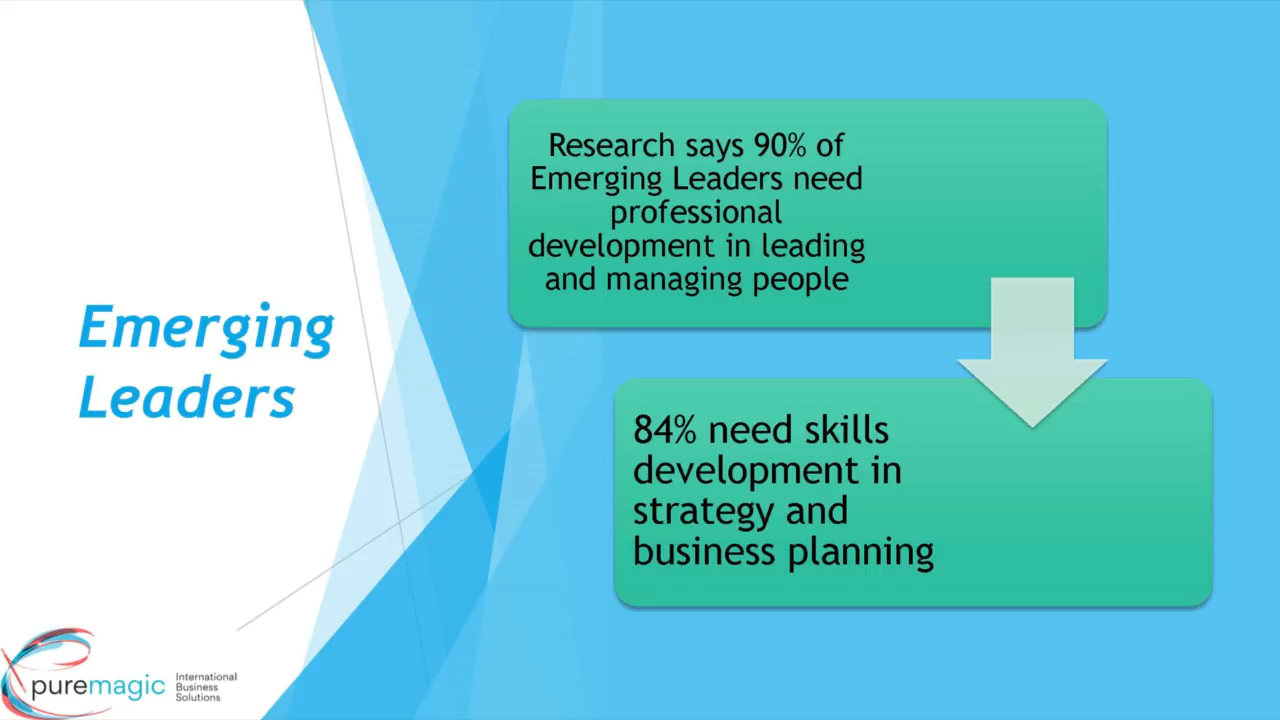 Emerging
Leaders
Research says 90% of
Emerging Leaders need
professional
development in leading
and managing people
84% need skills
development in
strategy and
business planning
puremagic
International
Business
Solutions